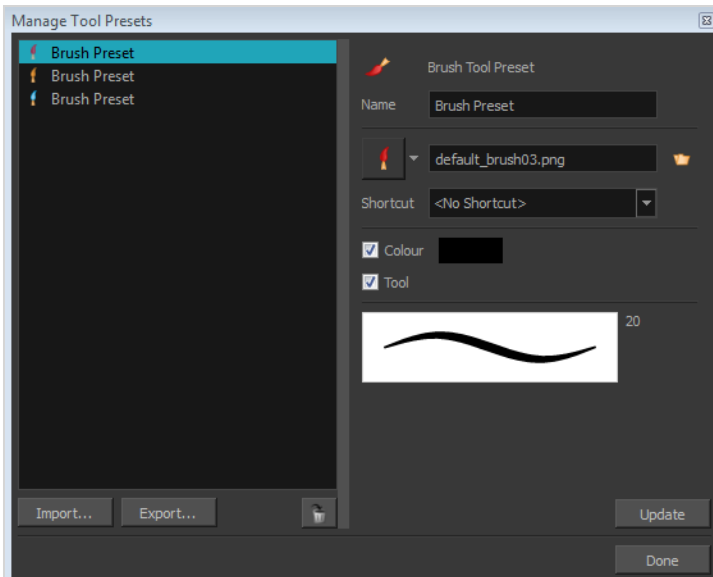 Manage Tool Presets
Brush Preset
Brush Preset
Brush Preset
Import...
Export...
Brush Tool Preset
Name Brush Preset
default_brush03.png
Shortcut <No Shortcut>
Colour
Tool
20
Update
Done